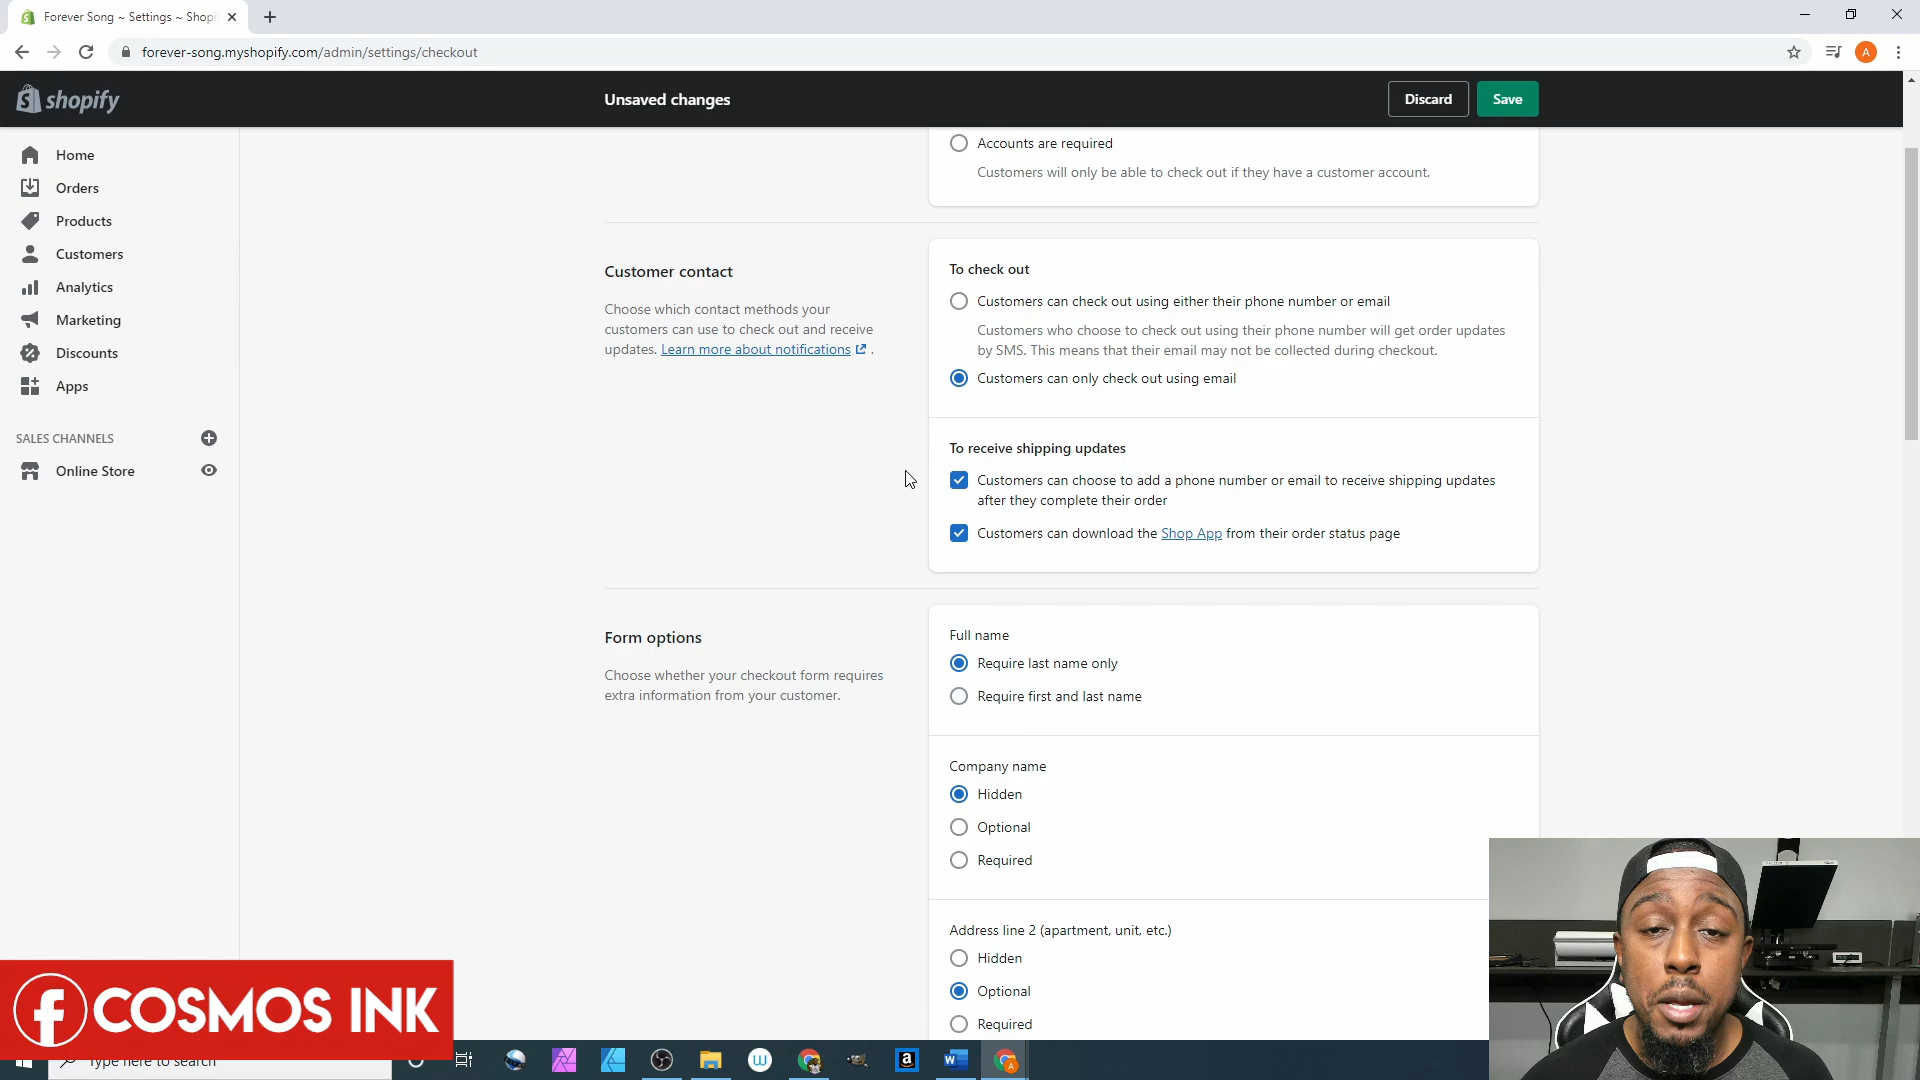 Forever Song ~ Settings ~ Shopi
forever-song.myshopify.com/admin/settings/checkout
A
shopify
Unsaved changes
Discard
Save
Home
Orders
Products
Customers
Analytics
Marketing
Discounts
Apps
SALES CHANNELS
Online Store
Accounts are required
Customers will only be able to check out if they have a customer account.
Customer contact
Choose which contact methods your
customers can use to check out and receive
updates. Learn more about notifications .
To check out
Customers can check out using either their phone number or email
Customers who choose to check out using their phone number will get order updates
by SMS. This means that their email may not be collected during checkout.
Customers can only check out using email
To receive shipping updates
Customers can choose to add a phone number or email to receive shipping updates
after they complete their order
Customers can download the Shop App from their order status page
Form options
Choose whether your checkout form requires
extra information from your customer.
Full name
Require last name only
Require first and last name
Company name
Hidden
Optional
Required
Address line 2 (apartment, unit, etc.)
Hidden
Optional
Required
COSMOS INK
Type here to search